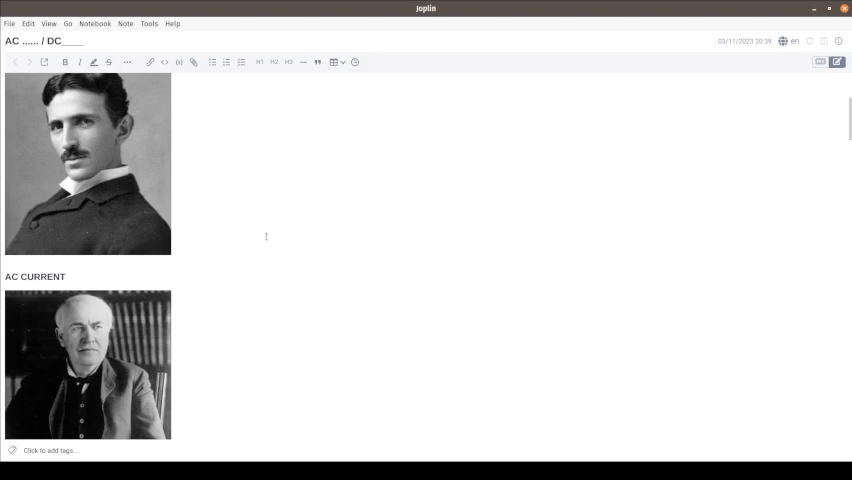 Joplin
File Edit View Go Notebook Note Tools Help
AC ...... / DC____
03/11/2023 20:39 en
B I S H1 H2 H3
AC CURRENT
Click to add tags...